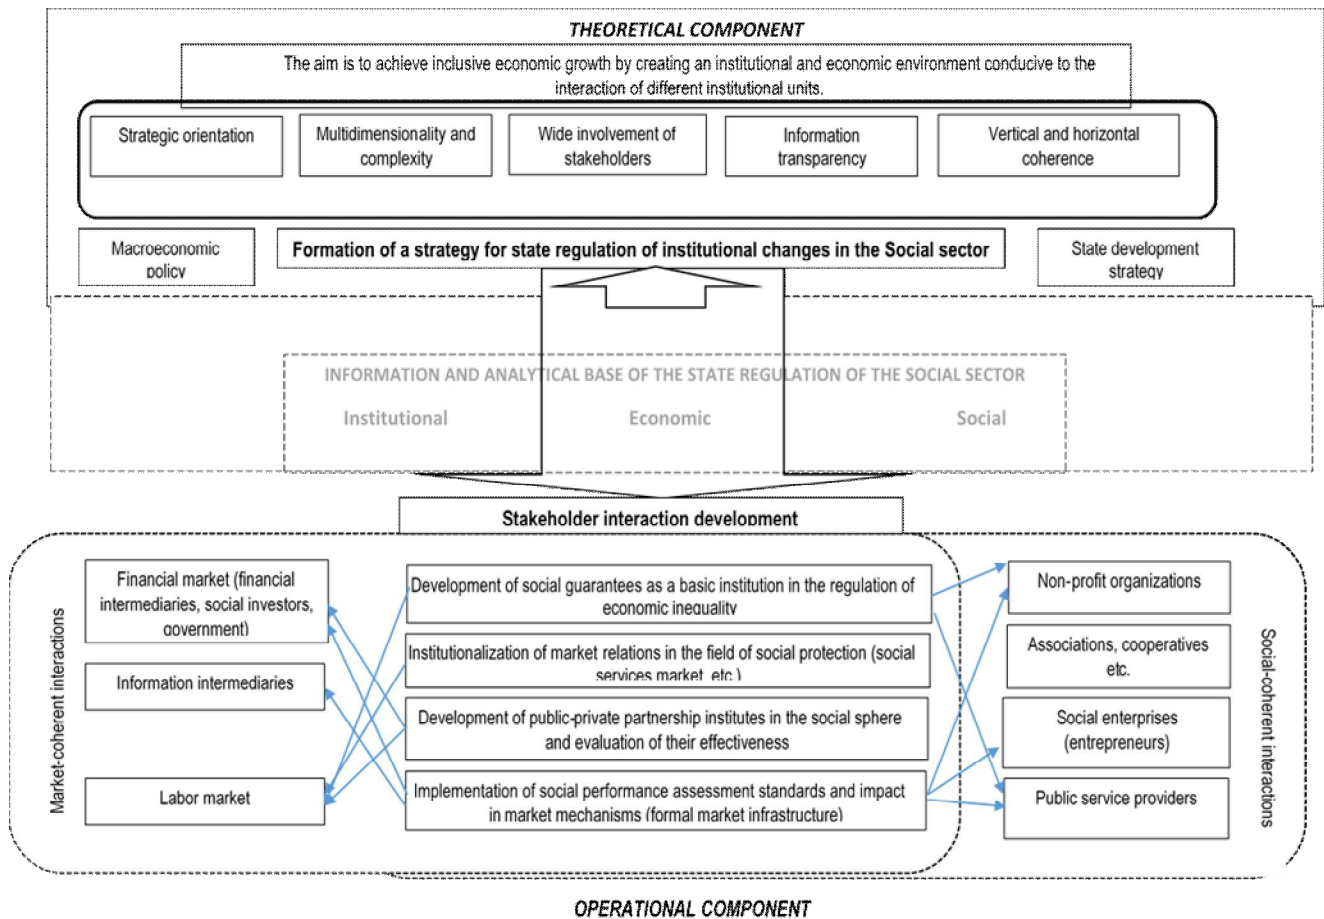 THEORETICAL COMPONENT
The aim is to achieve inclusive economic growth by creating an institutional and economic environment conducive to the
interaction of different institutional units.
Strategic orientation
Multidimensionality and
complexity
Wide involvement of
stakeholders
Information
transparency
Vertical and horizontal
coherence
Macroeconomic
policy
Formation of a strategy for state regulation of institutional changes in the Social sector
State development
strategy
INFORMATION AND ANALYTICAL BASE OF THE STATE REGULATION OF THE SOCIAL SECTOR
Institutional
Economic
Social
Stakeholder interaction development
Market-coherent interactions
Financial market (financial
intermediaries, social investors,
government)
Information intermediaries
Labor market
Development of social guarantees as a basic institution in the regulation of
economic inequality
Institutionalization of market relations in the field of social protection (social
services market, etc.)
Development of public-private partnership institutes in the social sphere
and evaluation of their effectiveness
Implementation of social performance assessment standards and impact
in market mechanisms (formal market infrastructure)
Non-profit organizations
Associations, cooperatives
etc.
Social enterprises
(entrepreneurs)
Public service providers
Social-coherent interactions
OPERATIONAL COMPONENT